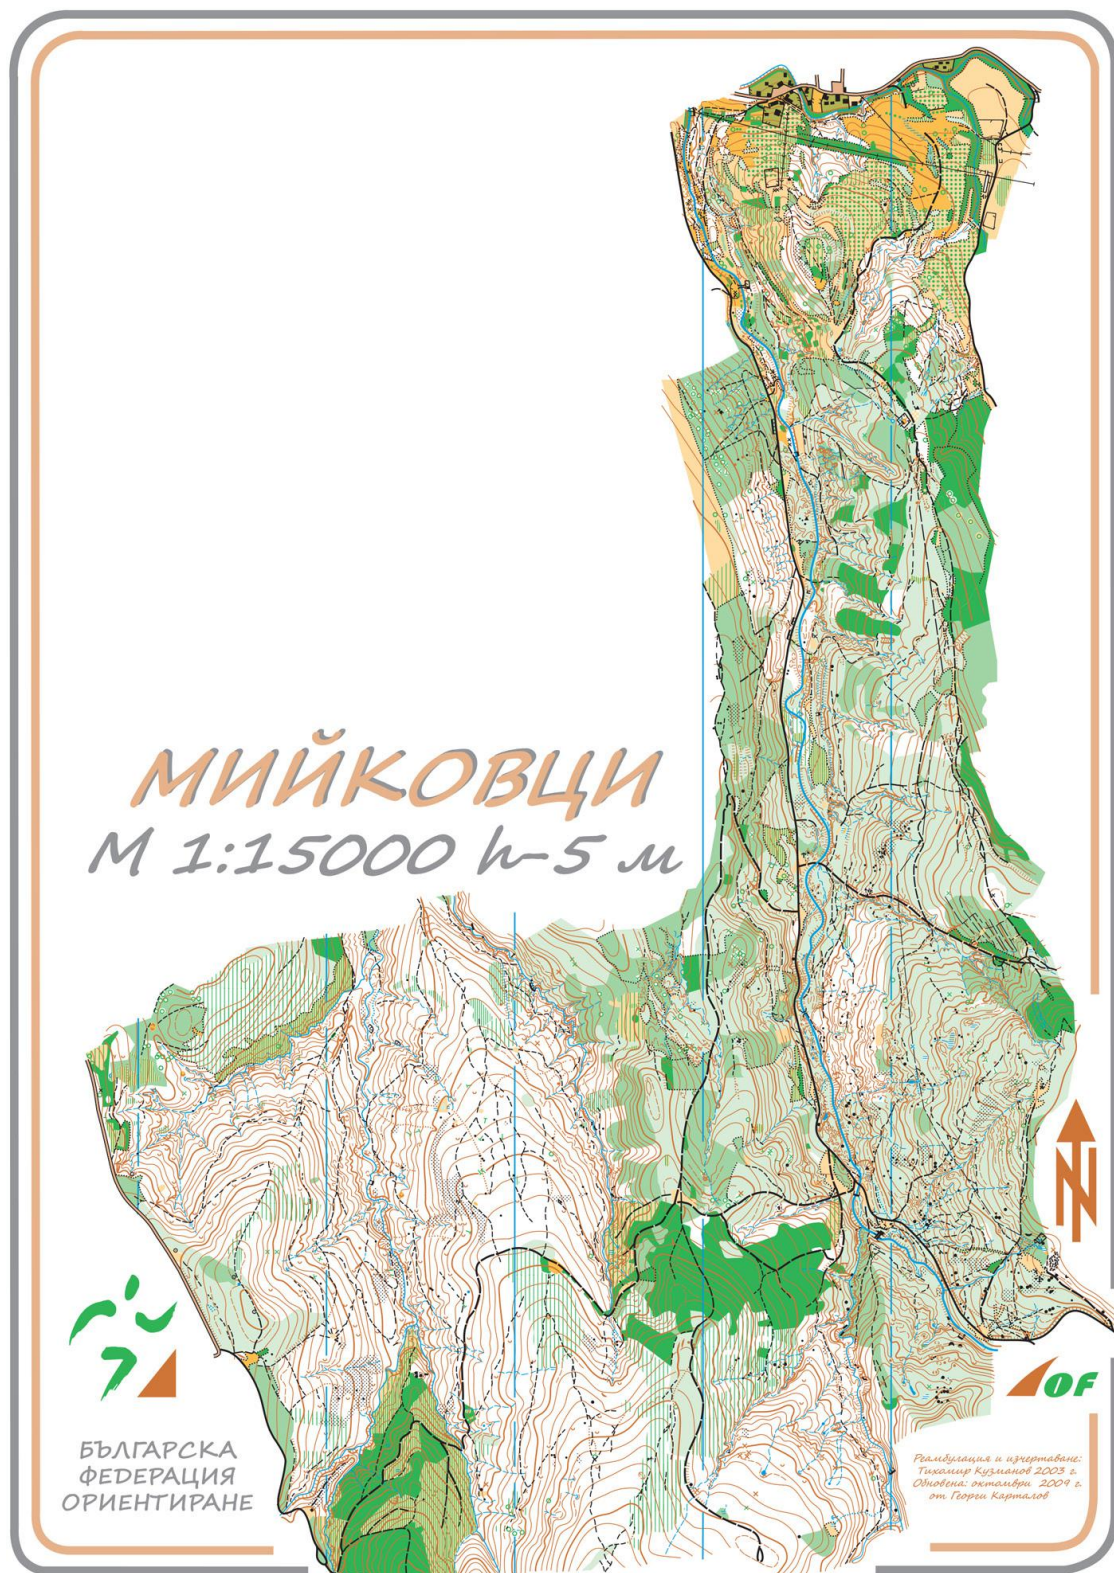 МИЙКОВЦИ
М 1:15000 h-5 м
N
OF
БЪЛГАРСКА
ФЕДЕРАЦИЯ
ОРИЕНТИРАНЕ
Реамбулация и изчертаване:
Тихомир Кузманов 2003 г.
Обновена: октомври 2009 г.
от Георги Карталов